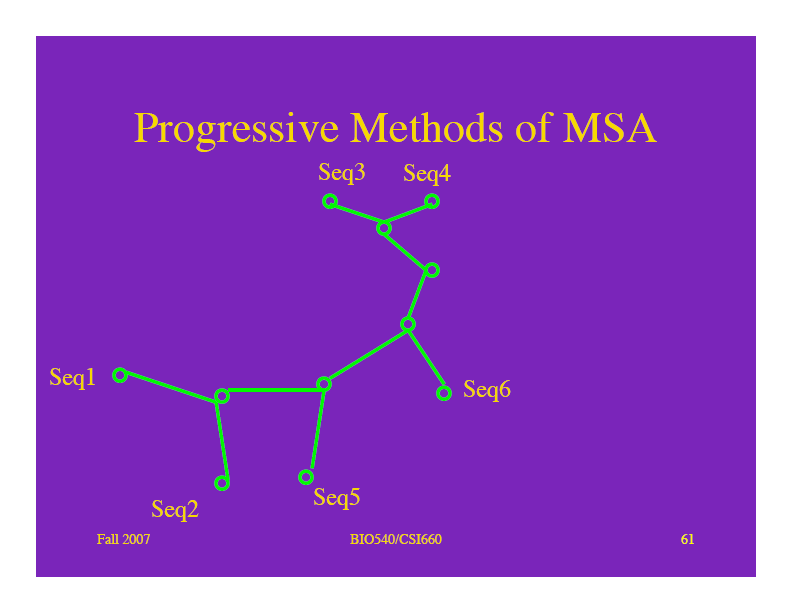 Progressive Methods of MSA
Seq3
Seq4
Seq1
Seq6
Seq5
Seq2
Fall 2007
BIO540/CSI660
61